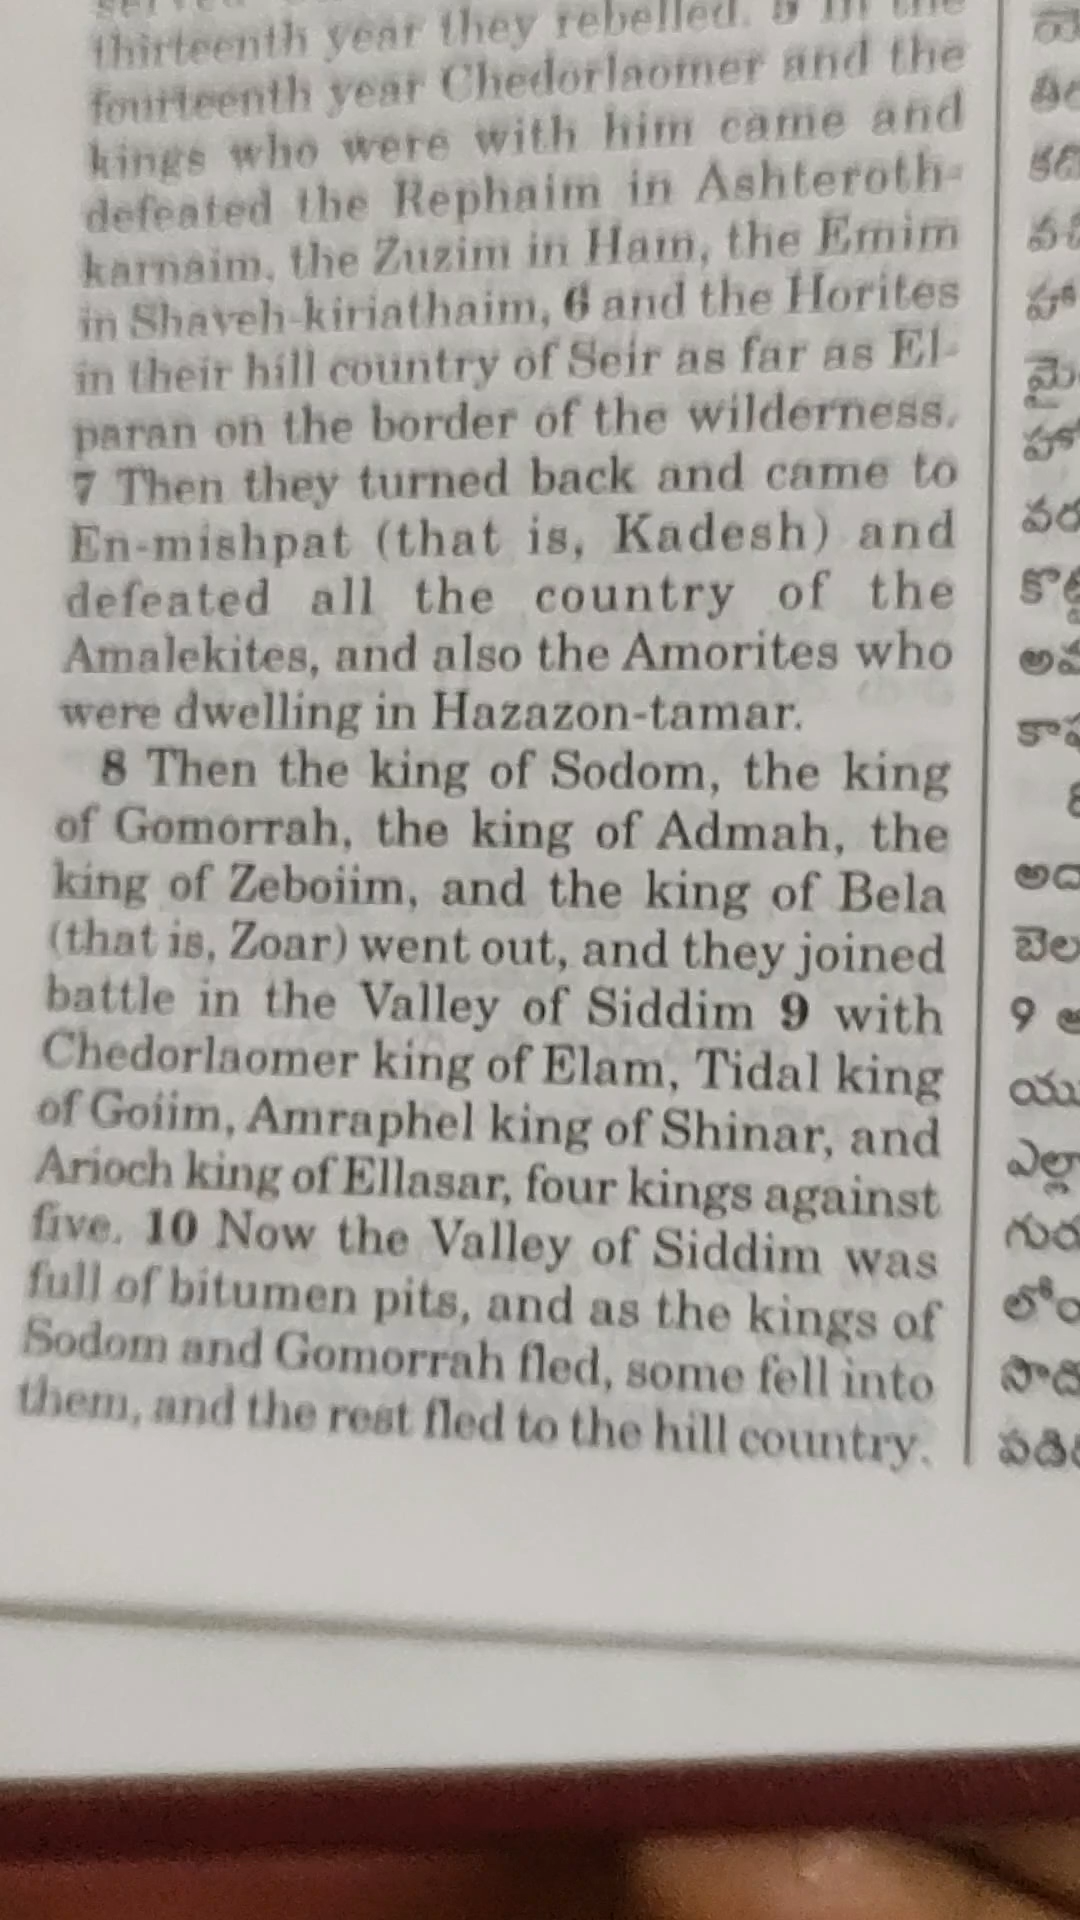 thirteenth year they rebelled. 5 In the
fourteenth year Chedorlaomer and the
kings who were with him came and
defeated the Rephaim in Ashteroth-
karnaim, the Zuzim in Ham, the Emim
in Shaveh-kiriathaim, 6 and the Horites
in their hill country of Seir as far as El-
paran on the border of the wilderness.
7 Then they turned back and came to
En-mishpat (that is, Kadesh) and
defeated all the country of the
Amalekites, and also the Amorites who
were dwelling in Hazazon-tamar.
8 Then the king of Sodom, the king
of Gomorrah, the king of Admah, the
king of Zeboiim, and the king of Bela
(that is, Zoar) went out, and they joined
battle in the Valley of Siddim 9 with
Chedorlaomer king of Elam, Tidal king
of Goiim, Amraphel king of Shinar, and
Arioch king of Ellasar, four kings against
five. 10 Now the Valley of Siddim was
full of bitumen pits, and as the kings of
Sodom and Gomorrah fled, some fell into
them, and the rest fled to the hill country.
9